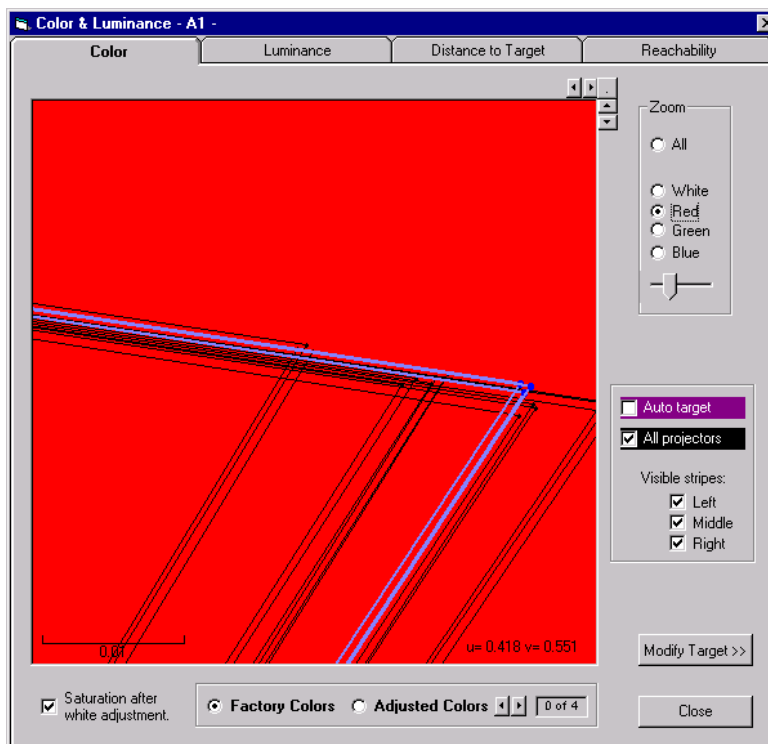 Color & Luminance - A1 -
Color
Luminance
Distance to Target
Reachability
Zoom
All
White
Red
Green
Blue
Auto target
All projectors
Visible stripes:
Left
Middle
Right
0.01
u= 0.418 v= 0.551
Modify Target >>
Saturation after
white adjustment.
Factory Colors
Adjusted Colors
0 of 4
Close